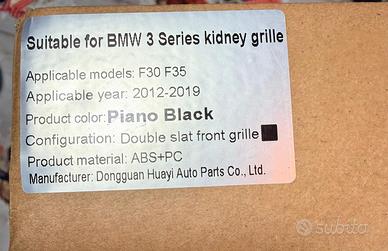 Suitable for BMW 3 Series kidney grille
Applicable models: F30 F35
Applicable year: 2012-2019
Product color: Piano Black
Configuration: Double slat front grille
Product material: ABS+PC
Manufacturer: Dongguan Huayi Auto Parts Co., Ltd.
subito